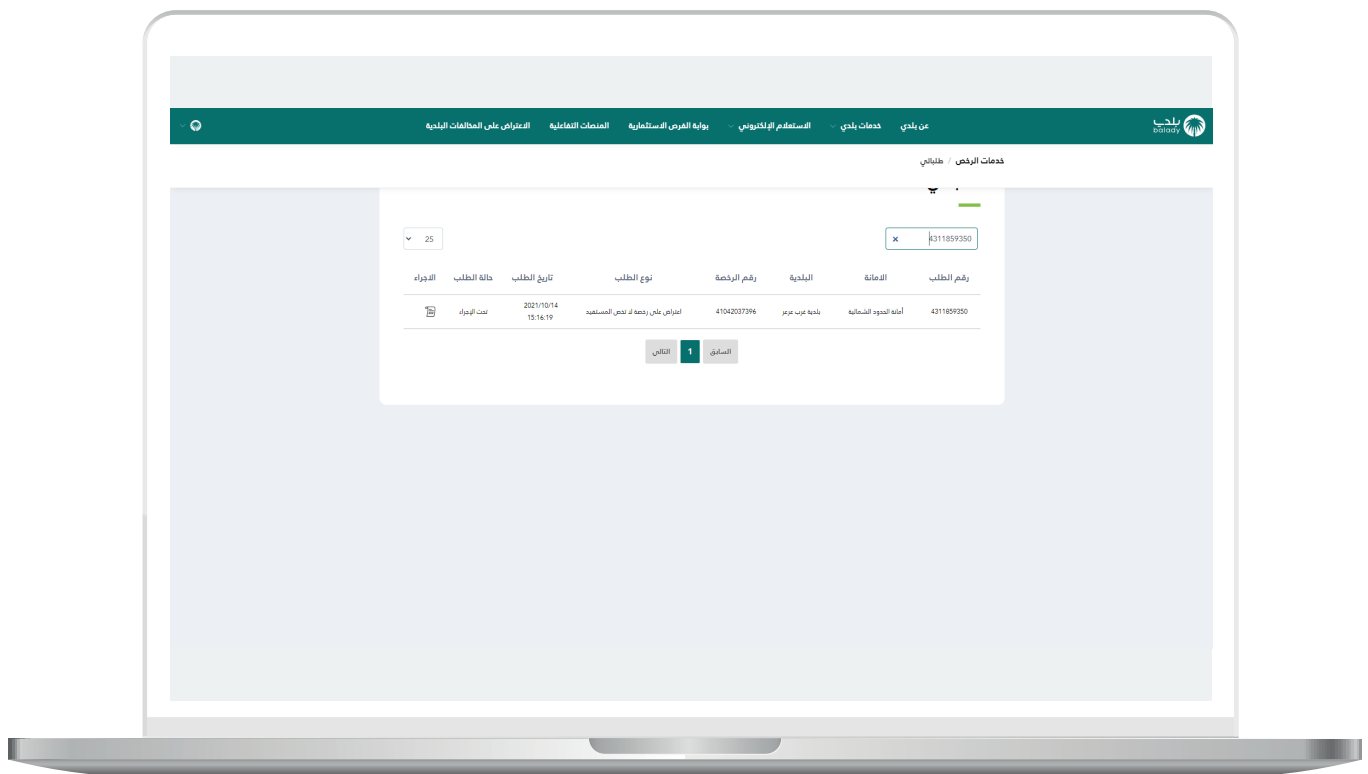 بلدي
balady
عن بلدي خدمات بلدي الاستعلام الإلكتروني بوابة الفرص الاستثمارية المنصات التفاعلية الاعتراض على المخالفات البلدية
خدمات الرخص / طلباتي
4311859350 × 25
رقم الطلب الامانة البلدية رقم الرخصة نوع الطلب تاريخ الطلب حالة الطلب الاجراء
4311859350 أمانة الحدود الشمالية بلدية غرب عرعر 41042037396 اعتراض على رخصة لا تخص المستفيد 2021/10/14 تحت الإجراء
15:16:19
السابق 1 التالي